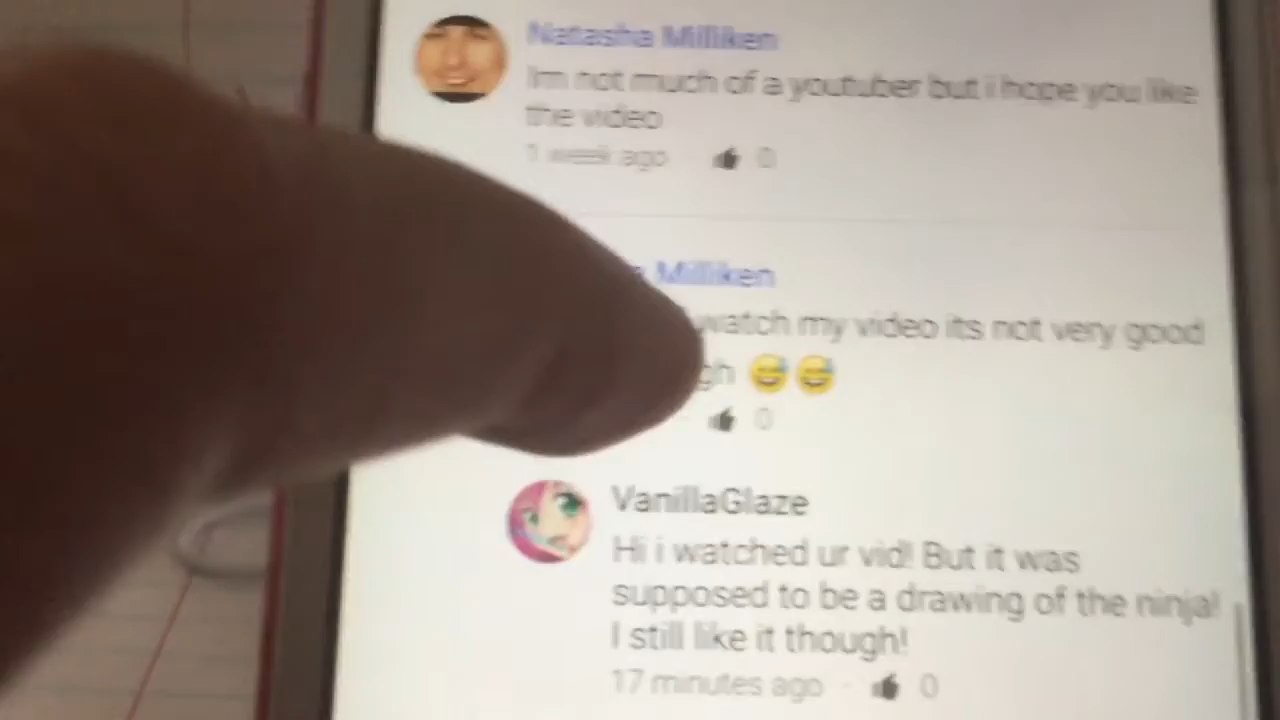 Natasha Milliken
Im not much of a youtuber but i hope you like
the video
1 week ago 0
Milliken
watch my video its not very good
😅😅
0
VanillaGlaze
Hi i watched ur vid! But it was
supposed to be a drawing of the ninja!
I still like it though!
17 minutes ago · 0